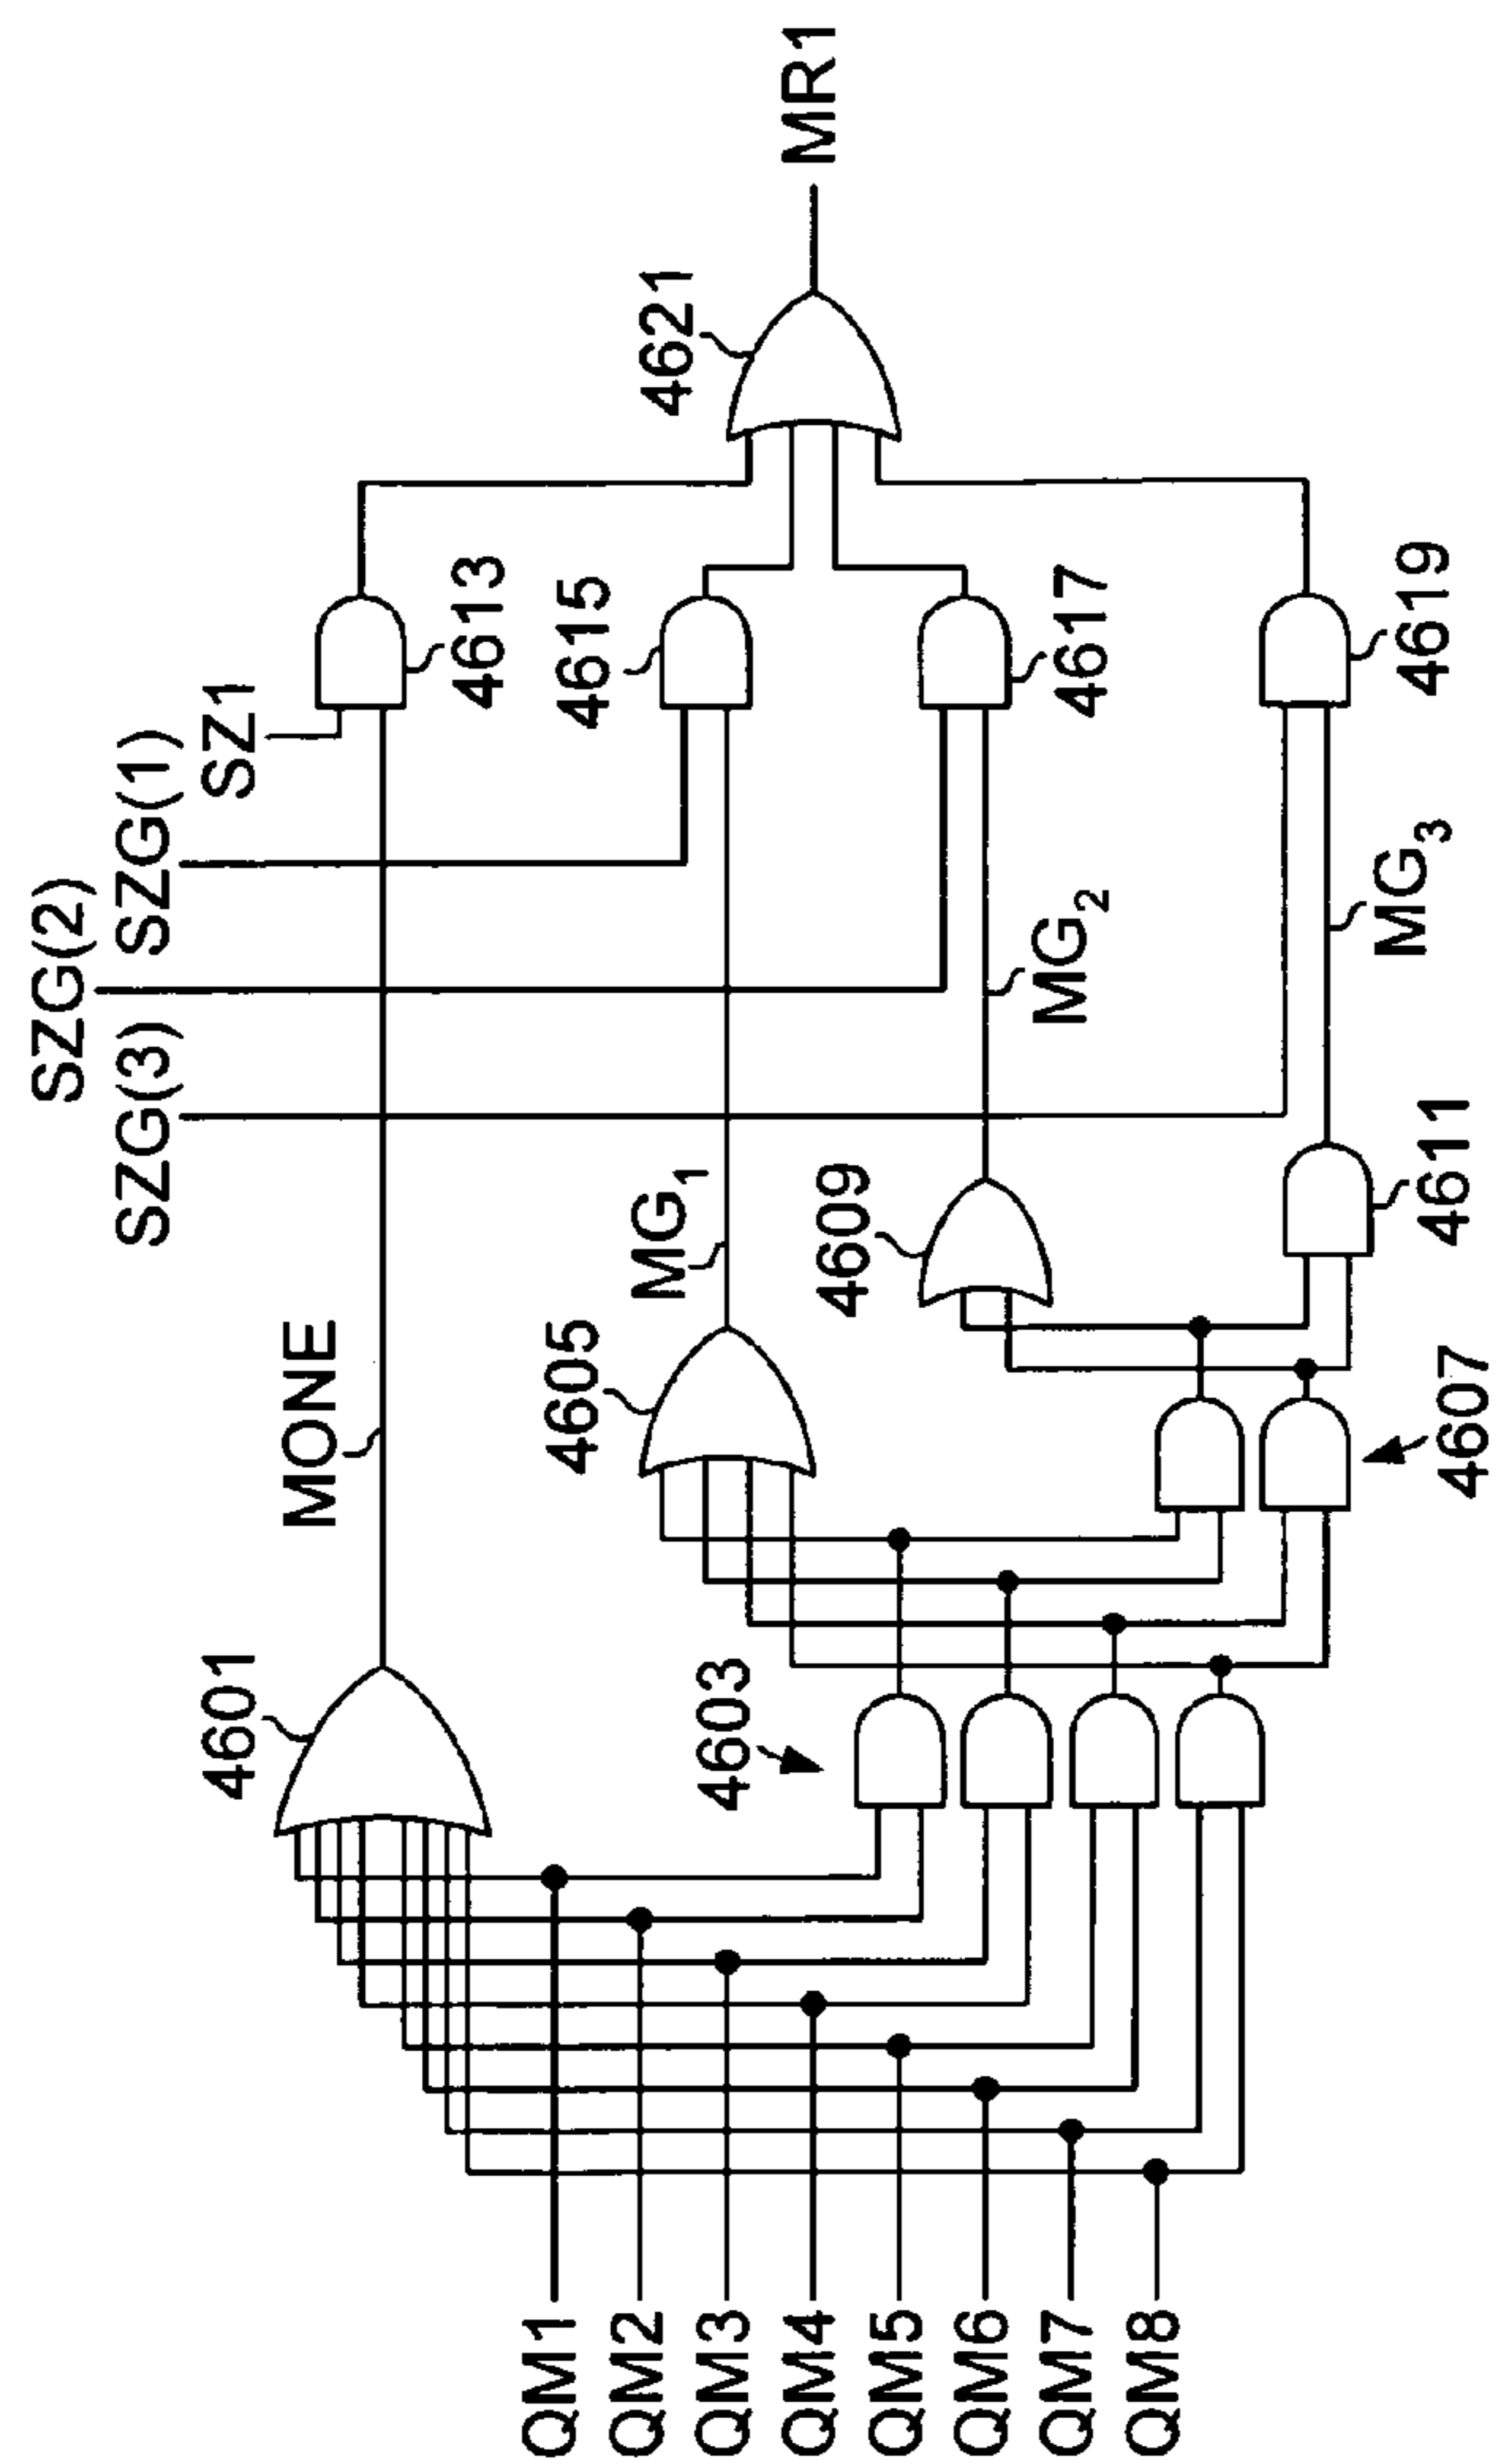 QM1
QM2
QM3
QM4
QM5
QM6
QM7
QM8
4601
MONE
4603
4605
MG1
4607
4609
4611
MG2
MG3
SZG(3)
SZG(2)
SZG(1)
SZ1
4613
4615
4617
4619
4621
MR1